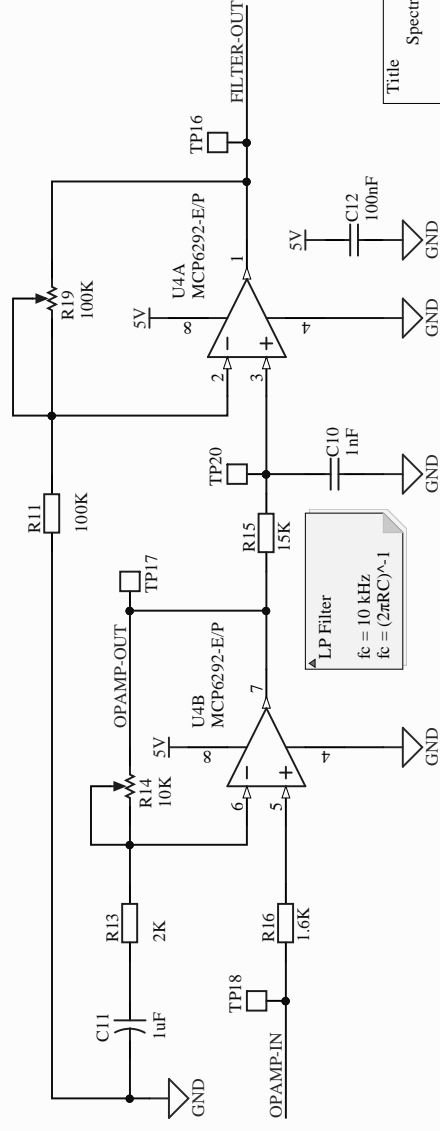 R19
100K
R11
100K
TP16
FILTER-OUT
OPAMP-OUT
TP17
5V
8
U4A
MCP6292-E/P
2
3
1
4
GND
5V
C12
100nF
GND
C11
1uF
R13
2K
R14
10K
GND
5V
8
U4B
MCP6292-E/P
6
5
7
4
GND
R15
15K
TP20
C10
1nF
GND
TP18
OPAMP-IN
R16
1.6K
LP Filter
fc = 10 kHz
fc = (2πRC)^-1
Title
Spectr